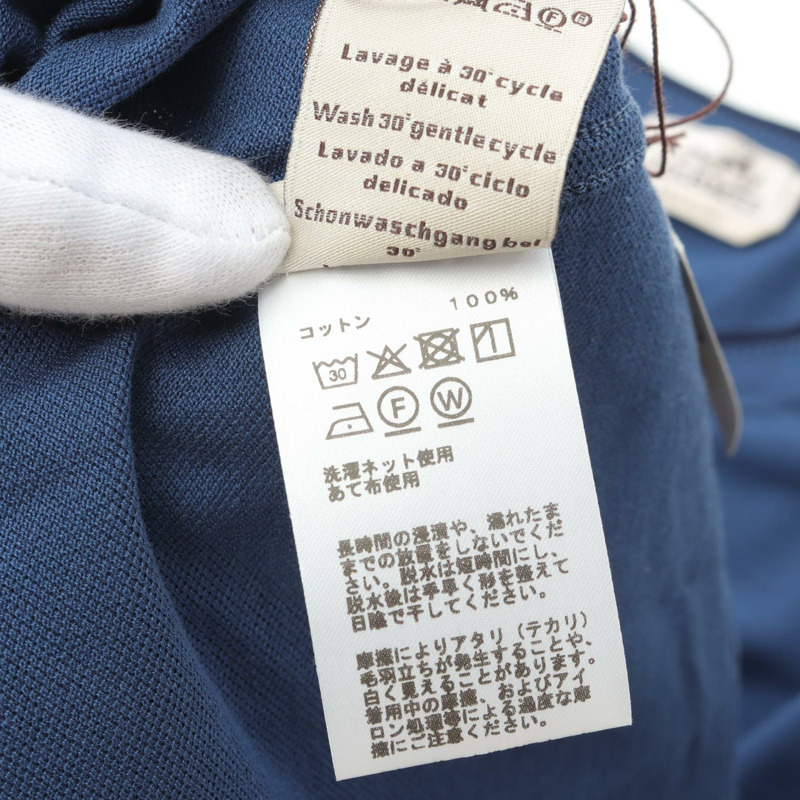 Lavage à 30° cycle
délicat
Wash 30° gentle cycle
Lavado a 30° ciclo
delicado
Schonwaschgang bei
30°
コットン 100%
30
F W
洗濯ネット使用
あて布使用
長時間の浸漬や、濡れたま
までの放置をしないでくだ
さい。脱水は短時間にし、
脱水後は手早く形を整えて
日陰で干してください。
摩擦によりアタリ（テカリ）
毛羽立ちが発生することや、
白く見えることがあります。
着用中の摩擦、およびアイ
ロン処理等による過度な摩
擦にご注意ください。